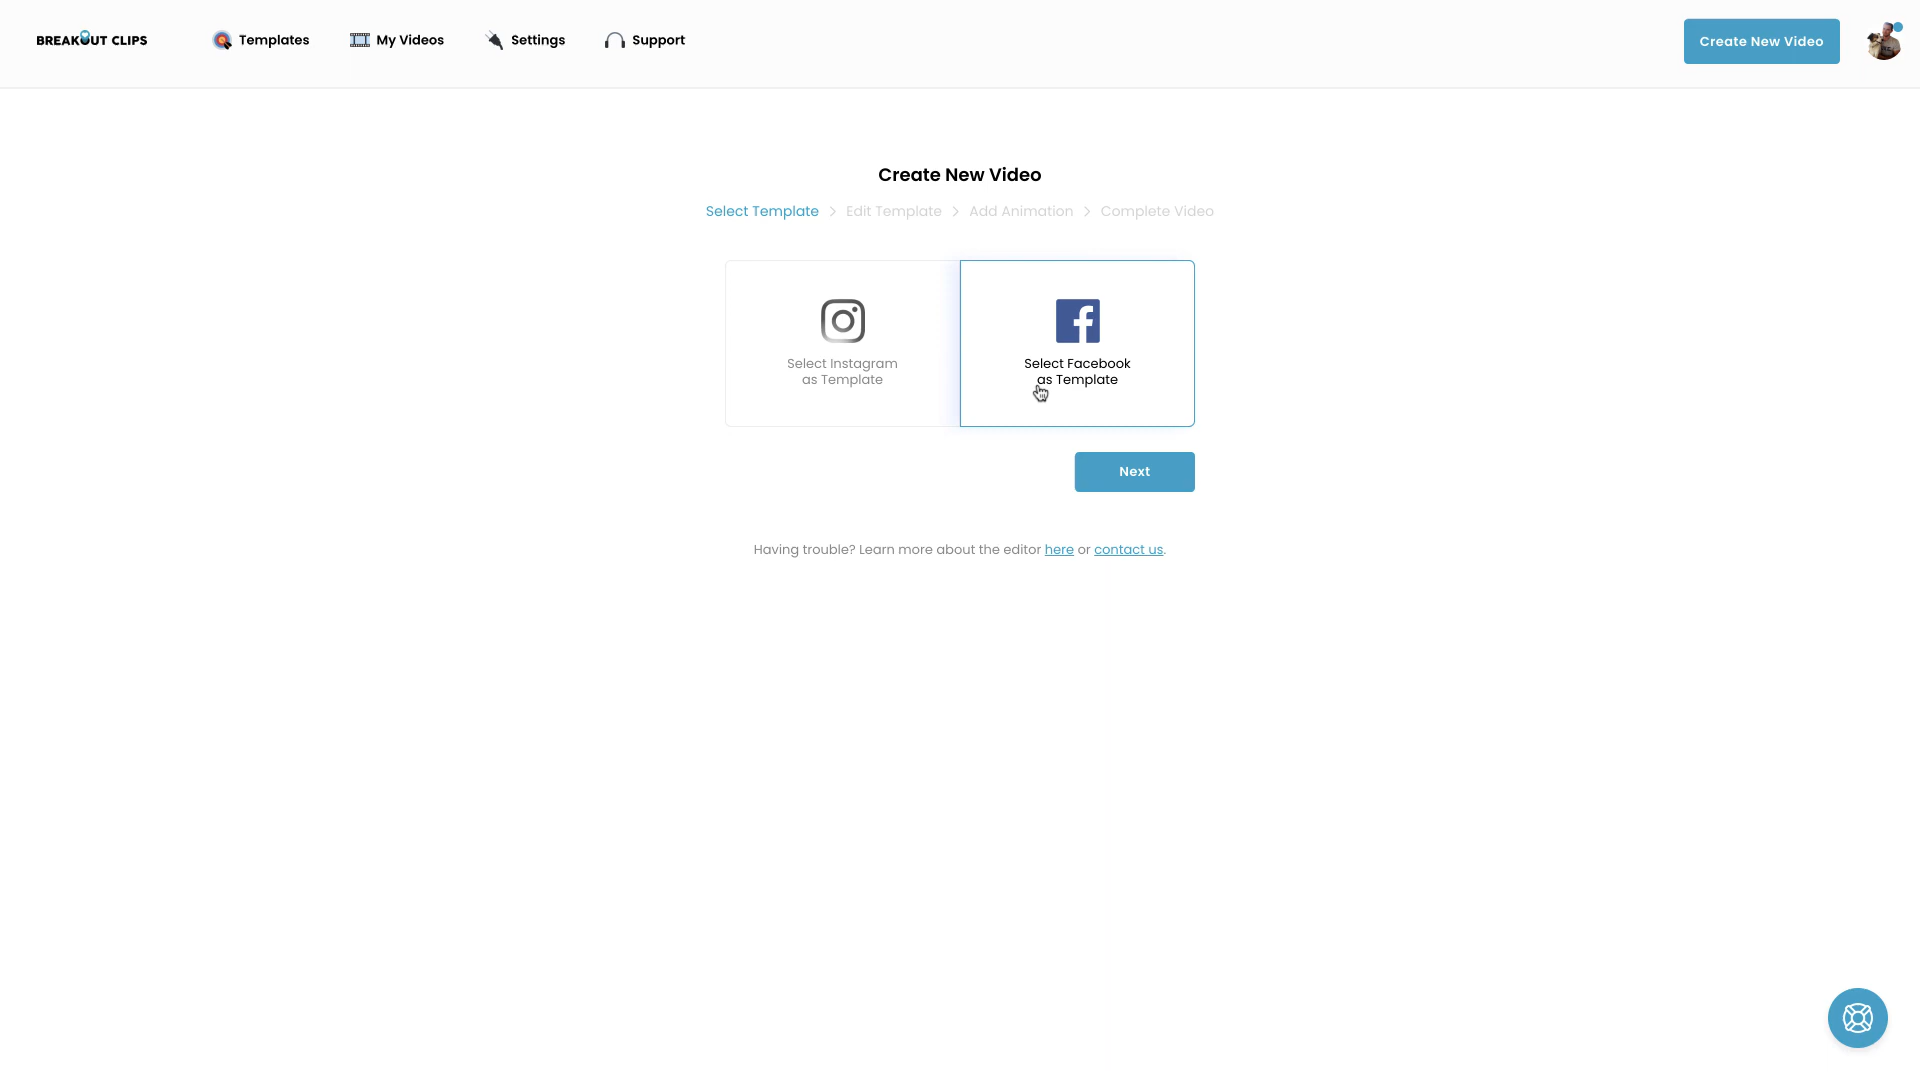 BREAKOUT CLIPS
Templates
My Videos
Settings
Support
Create New Video
Create New Video
Select Template > Edit Template > Add Animation > Complete Video
Select Instagram
as Template
Select Facebook
as Template
Next
Having trouble? Learn more about the editor here or contact us.